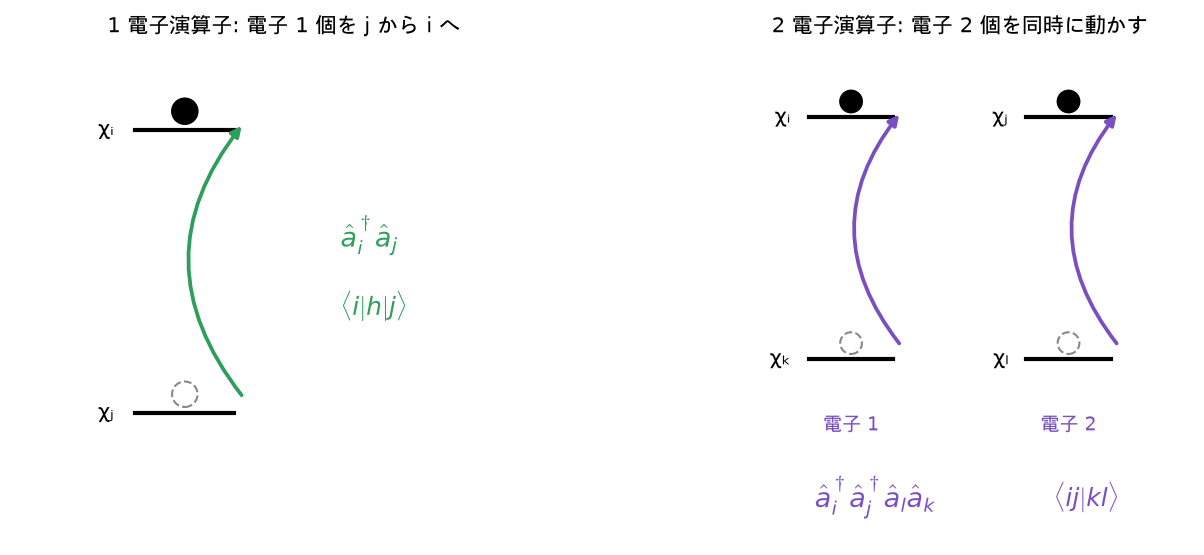 1 電子演算子: 電子 1 個を j から i へ
χᵢ
âᵢ†âⱼ
⟨i|h|j⟩
χⱼ
2 電子演算子: 電子 2 個を同時に動かす
χᵢ
χⱼ
χₖ
χₗ
電子 1
電子 2
âᵢ†âⱼ†âₗâₖ
⟨ij|kl⟩